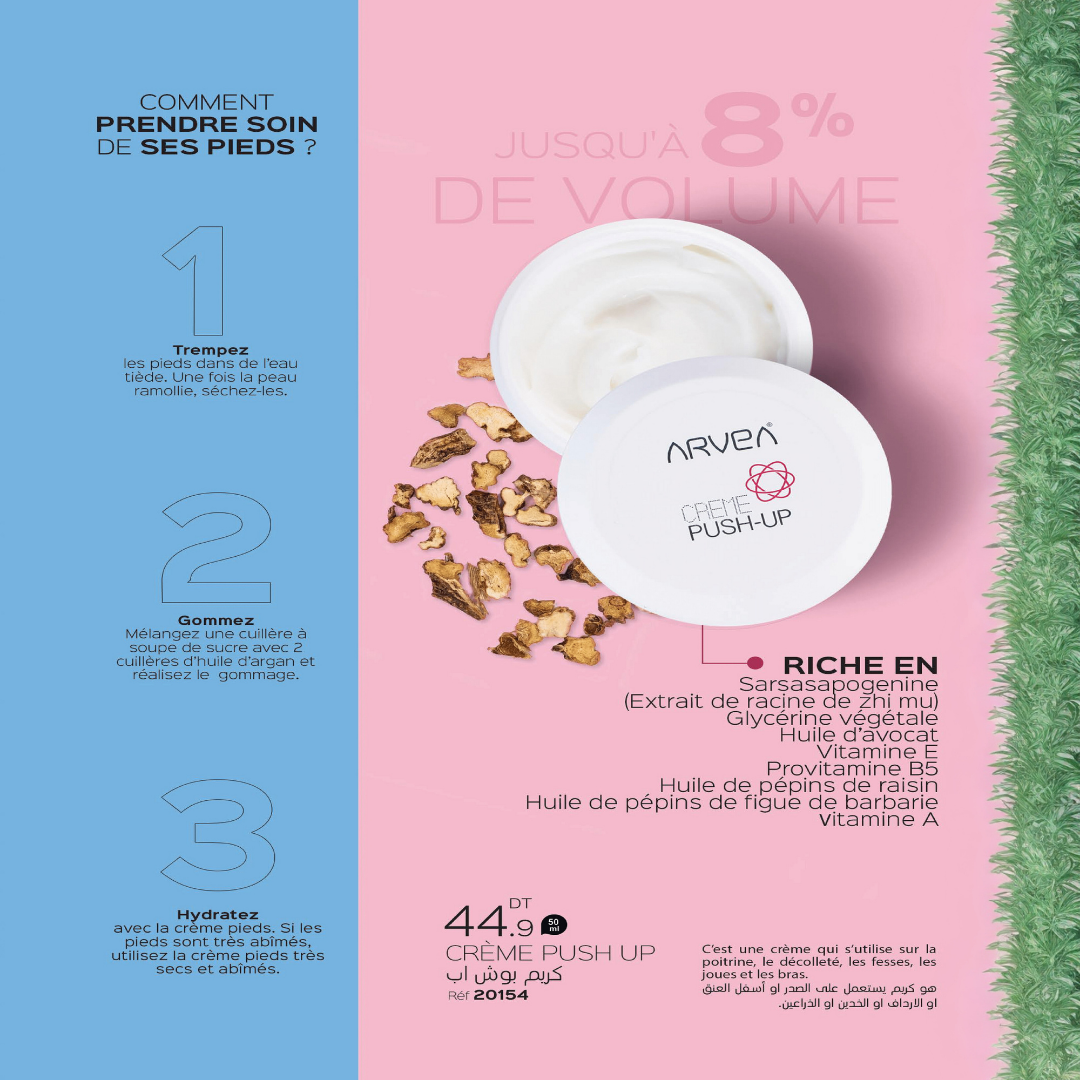 COMMENT
PRENDRE SOIN
DE SES PIEDS ?
1
Trempez
les pieds dans de l'eau
tiède. Une fois la peau
ramollie, séchez-les.
2
Gommez
Mélangez une cuillère à
soupe de sucre avec 2
cuillères d'huile d'argan et
réalisez le gommage.
3
Hydratez
avec la crème pieds. Si les
pieds sont très abîmés,
utilisez la crème pieds très
secs et abîmés.
JUSQU'À 8%
DE VOLUME
ARVEA®
CREME
PUSH-UP
RICHE EN
Sarsasapogenine
(Extrait de racine de zhi mu)
Glycérine végétale
Huile d'avocat
Vitamine E
Provitamine B5
Huile de pépins de raisin
Huile de pépins de figue de barbarie
Vitamine A
44.9 DT 50 ml
CRÈME PUSH UP
كريم بوش اب
Réf 20154
C'est une crème qui s'utilise sur la
poitrine, le décolleté, les fesses, les
joues et les bras.
هو كريم يستعمل على الصدر او أسفل العنق
او الارداف او الخدين او الذراعين.